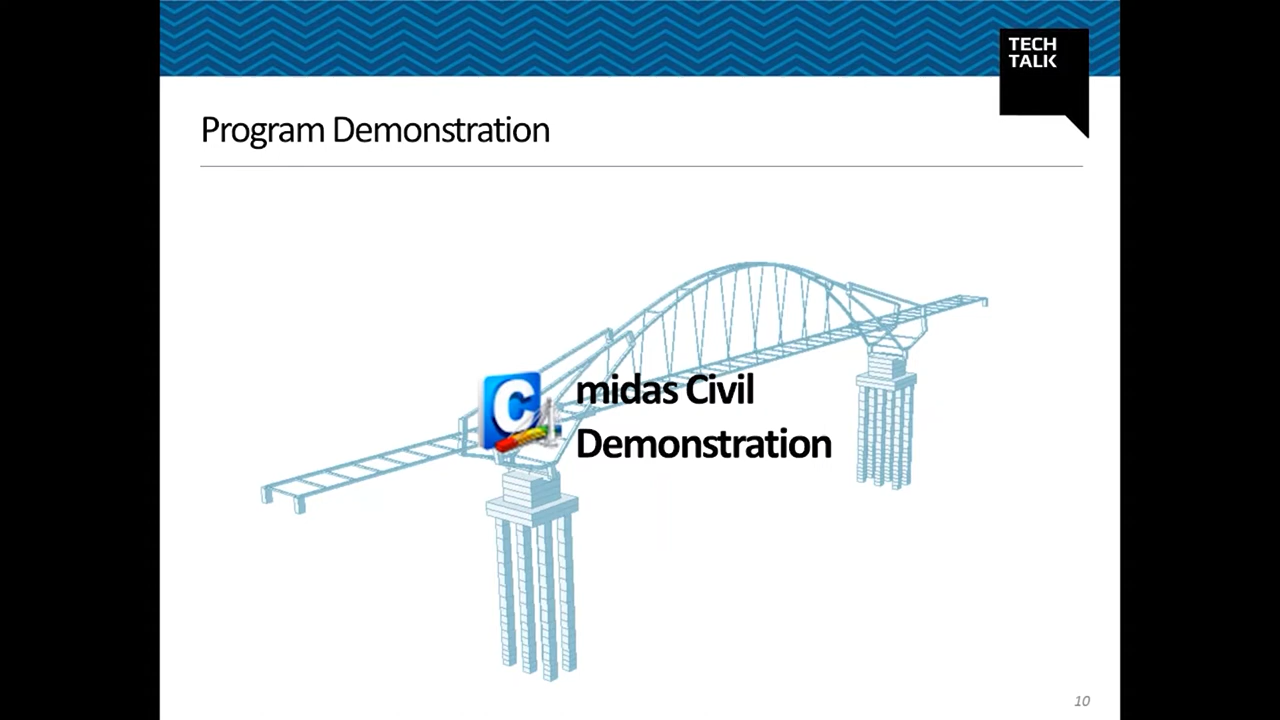 TECH
TALK
Program Demonstration
C
midas Civil
Demonstration
10